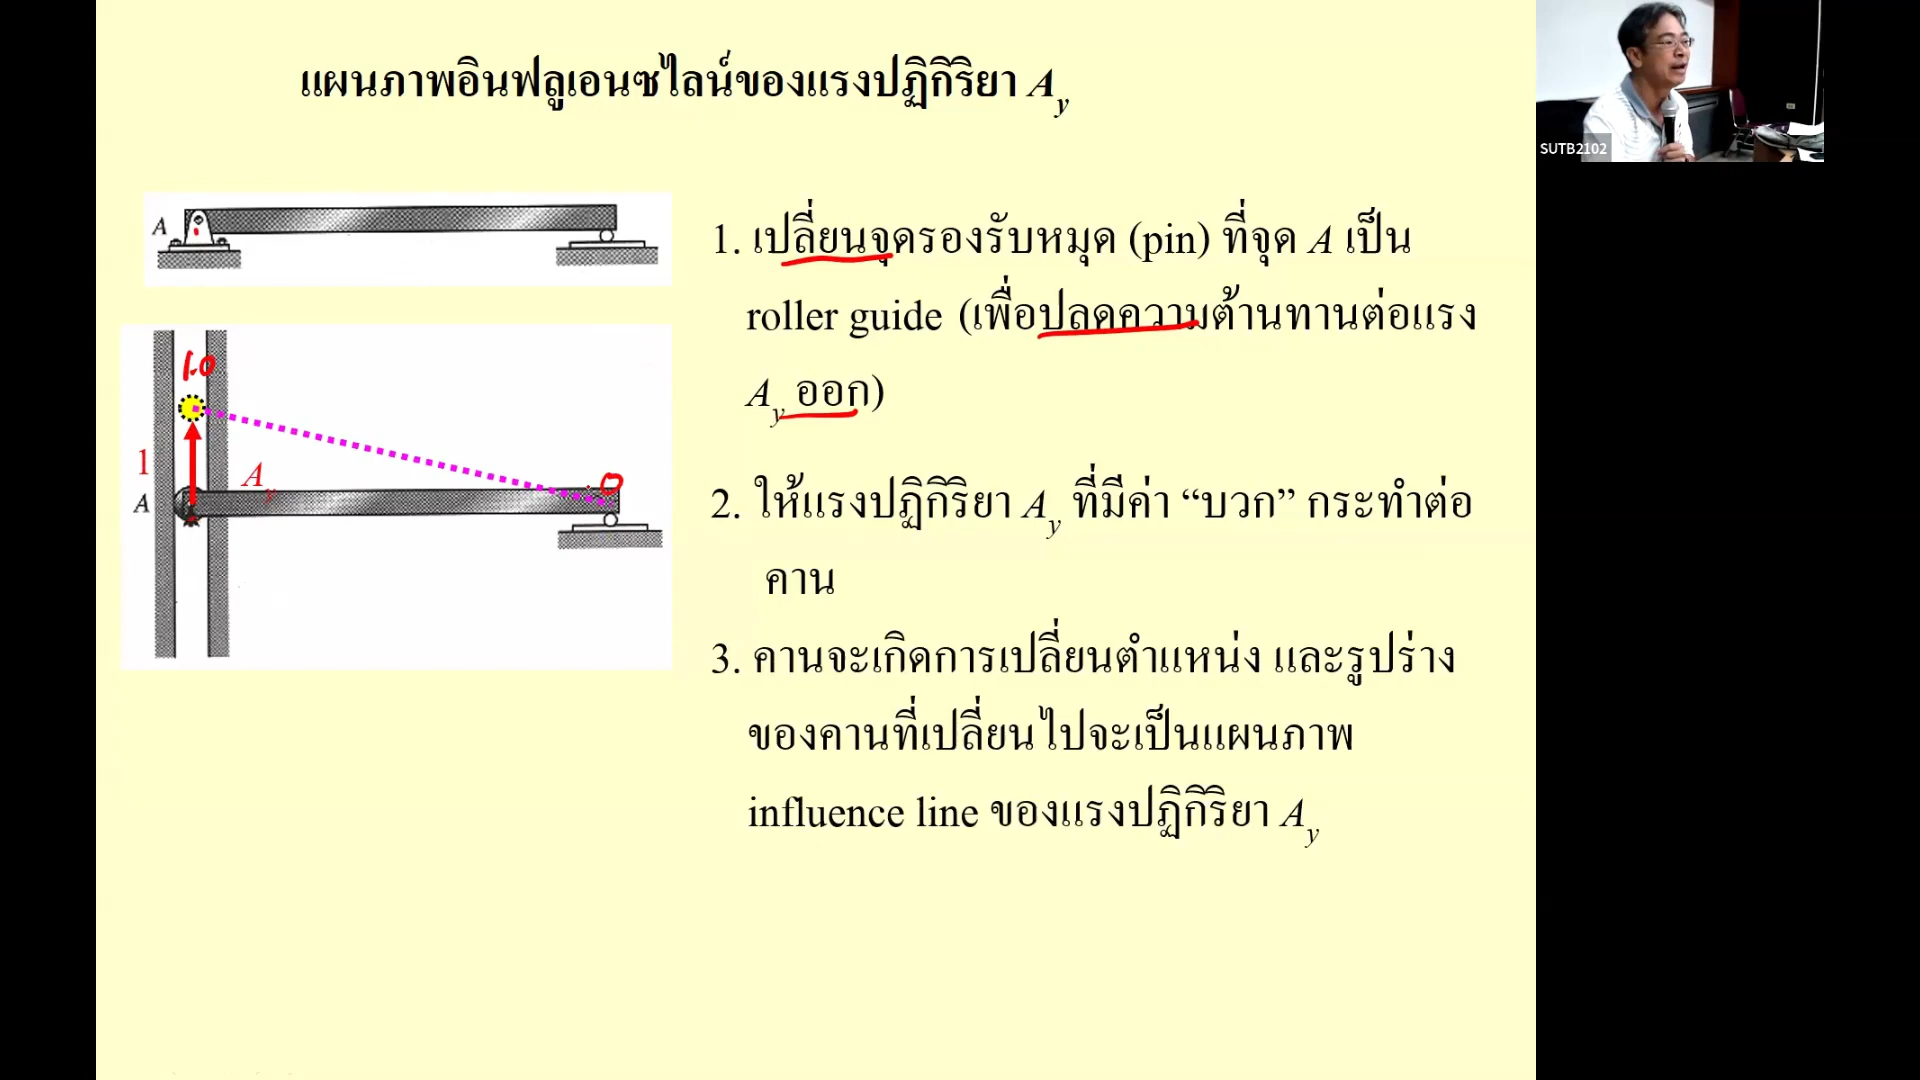 แผนภาพอินฟลูเอนซไลน์ของแรงปฏิกิริยา Ay
SUTB2102
A
1. เปลี่ยนจุดรองรับหมุด (pin) ที่จุด A เป็น
roller guide (เพื่อปลดความต้านทานต่อแรง
Ay ออก)
1.0
1
Ay
0
A
2. ให้แรงปฏิกิริยา Ay ที่มีค่า “บวก” กระทำต่อ
คาน
3. คานจะเกิดการเปลี่ยนตำแหน่ง และรูปร่าง
ของคานที่เปลี่ยนไปจะเป็นแผนภาพ
influence line ของแรงปฏิกิริยา Ay